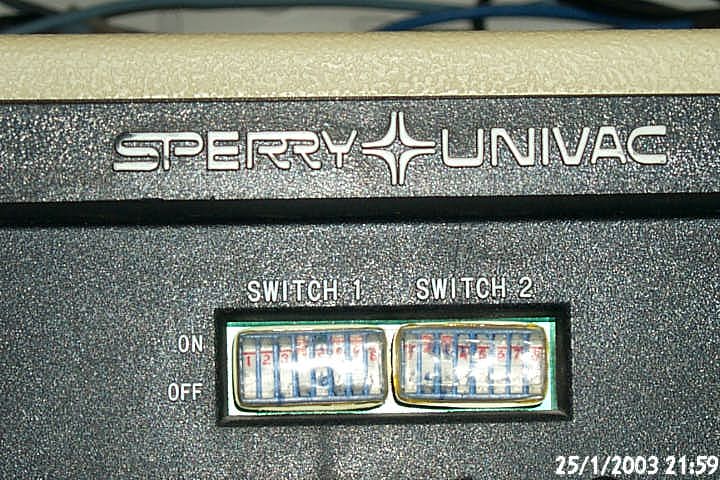 SPERRY UNIVAC
SWITCH 1 SWITCH 2
ON
OFF
25/1/2003 21:59